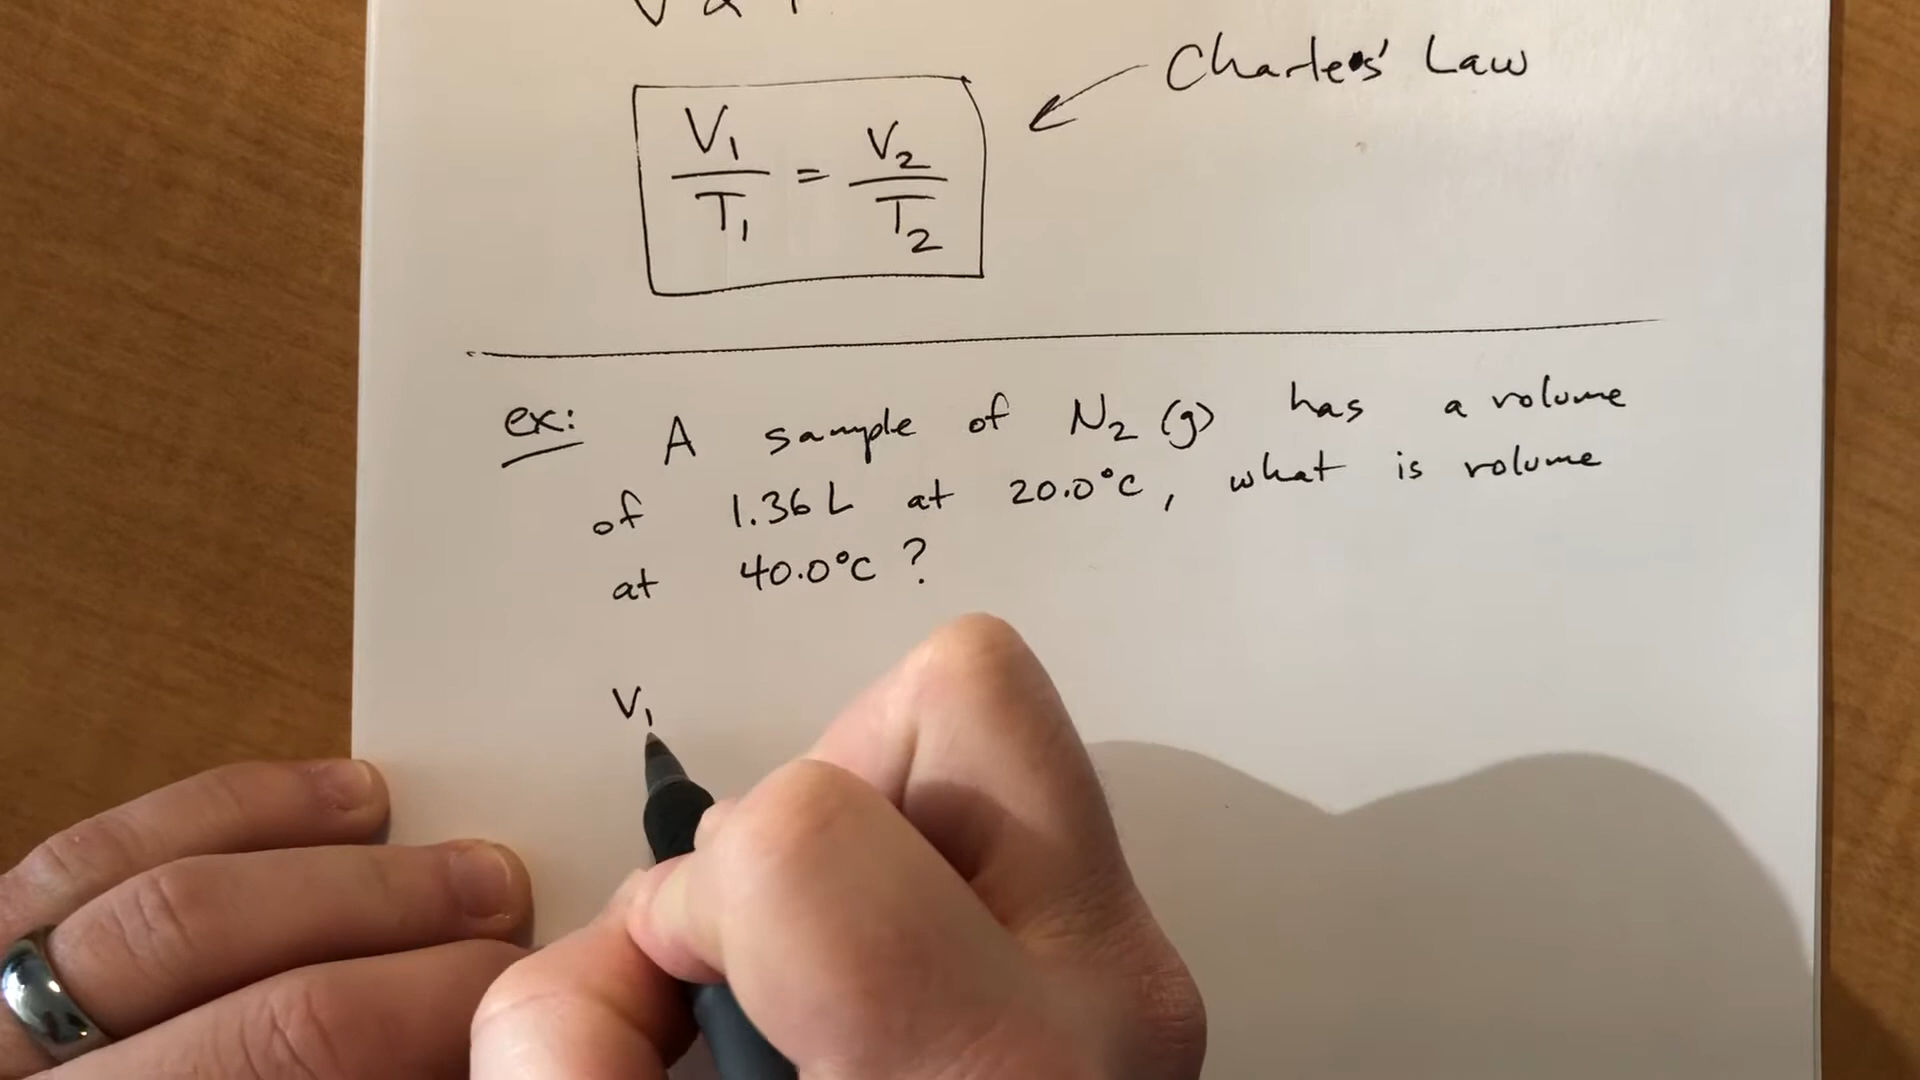 V α T
Charles' Law
V₁/T₁ = V₂/T₂
ex: A sample of N₂ (g) has a volume
of 1.36 L at 20.0°C, what is volume
at 40.0°C ?
V₁